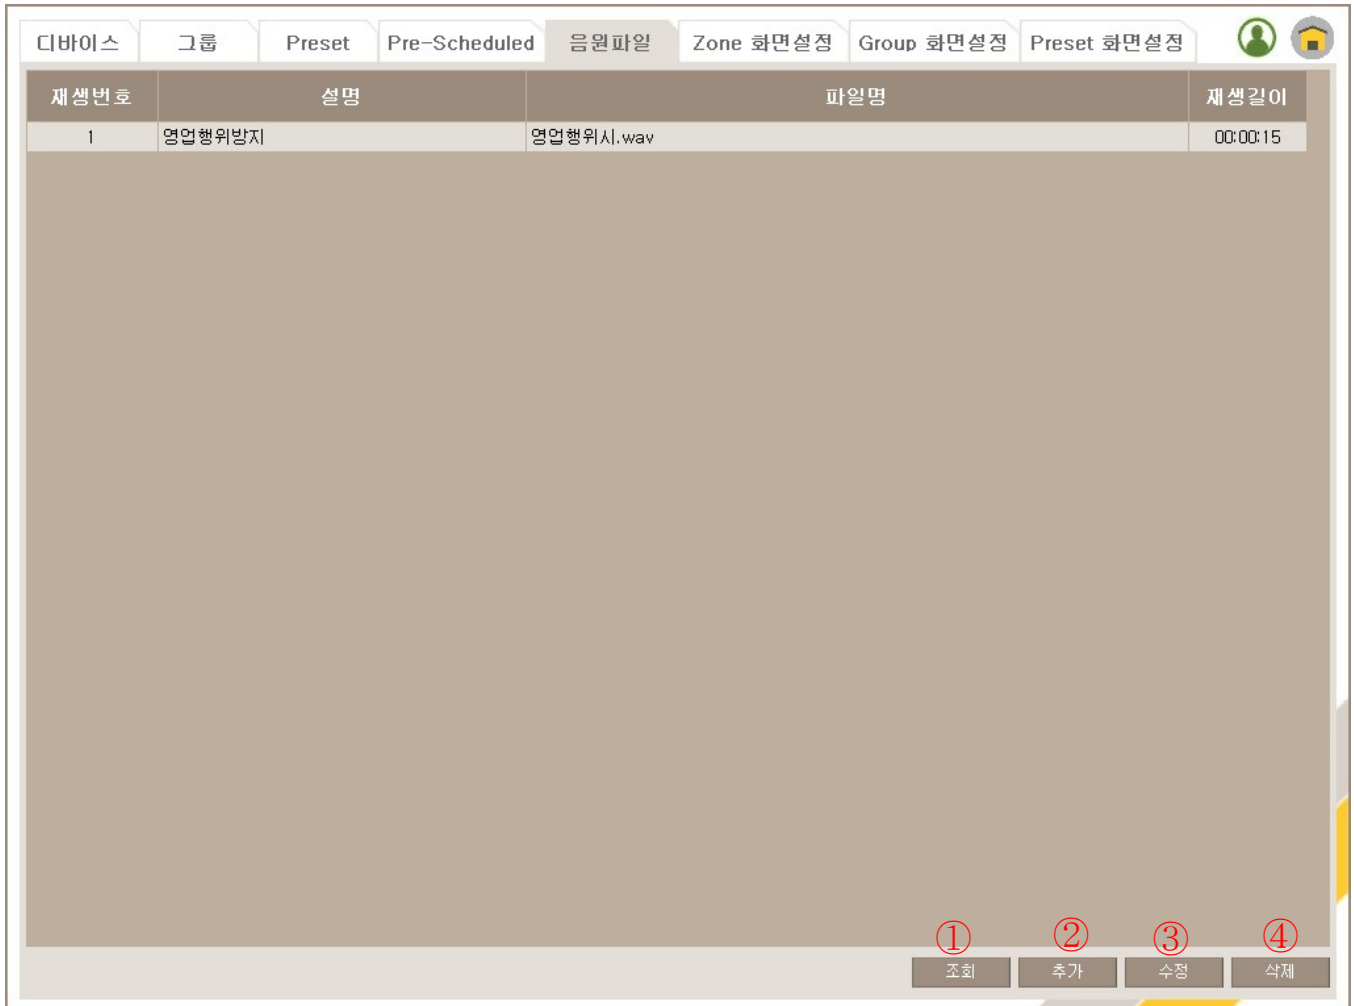 디바이스 그룹 Preset Pre-Scheduled 음원파일 Zone 화면설정 Group 화면설정 Preset 화면설정
재생번호 설명 파일명 재생길이
1 영업행위방지 영업행위시.wav 00:00:15
① ② ③ ④
조회 추가 수정 삭제